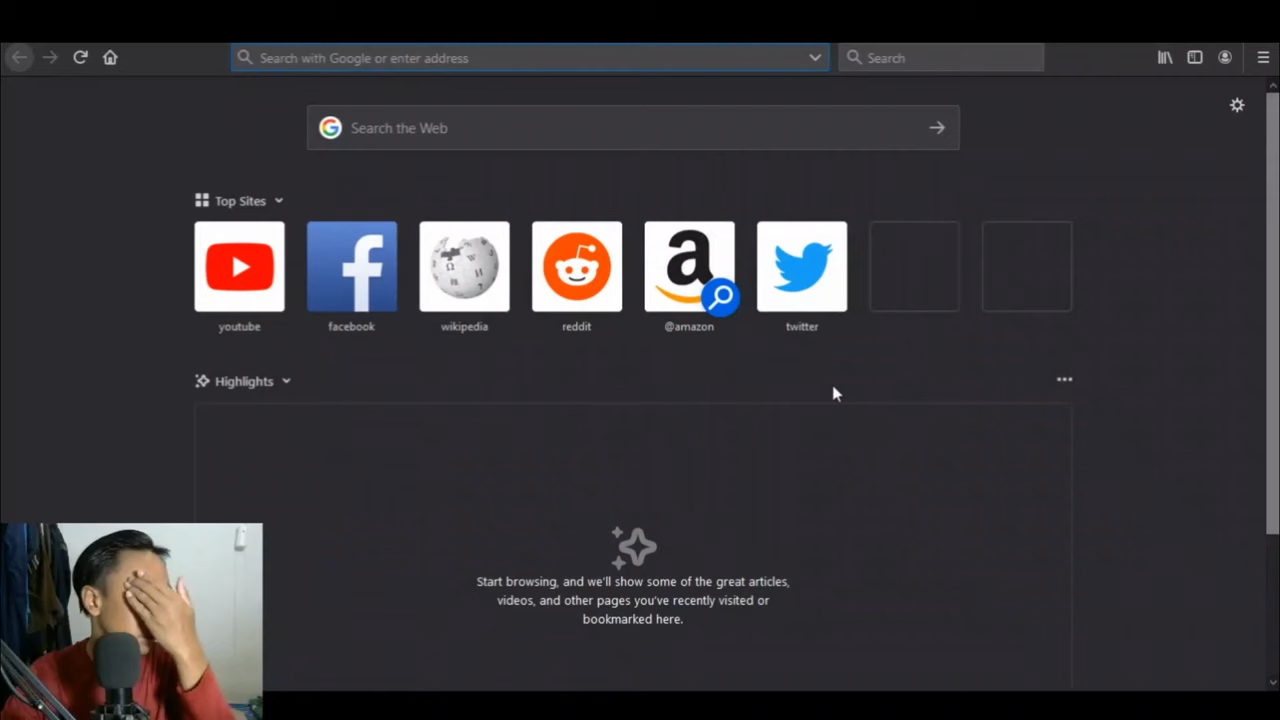 Search with Google or enter address
Search
Search the Web
Top Sites
youtube
facebook
wikipedia
reddit
@amazon
twitter
Highlights
Start browsing, and we'll show some of the great articles,
videos, and other pages you've recently visited or
bookmarked here.